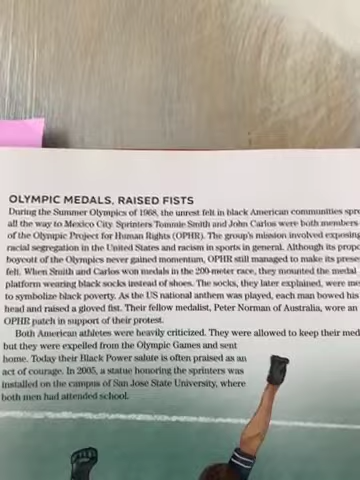 OLYMPIC MEDALS, RAISED FISTS
During the Summer Olympics of 1968, the unrest felt in black American communities spre
all the way to Mexico City. Sprinters Tommie Smith and John Carlos were both members
of the Olympic Project for Human Rights (OPHR). The group's mission involved exposing
racial segregation in the United States and racism in sports in general. Although its propo
boycott of the Olympics never gained momentum, OPHR still managed to make its prese
felt. When Smith and Carlos won medals in the 200-meter race, they mounted the medal
platform wearing black socks instead of shoes. The socks, they later explained, were me
to symbolize black poverty. As the US national anthem was played, each man bowed his
head and raised a gloved fist. Their fellow medalist, Peter Norman of Australia, wore an
OPHR patch in support of their protest.
Both American athletes were heavily criticized. They were allowed to keep their med
but they were expelled from the Olympic Games and sent
home. Today their Black Power salute is often praised as an
act of courage. In 2005, a statue honoring the sprinters was
installed on the campus of San Jose State University, where
both men had attended school.